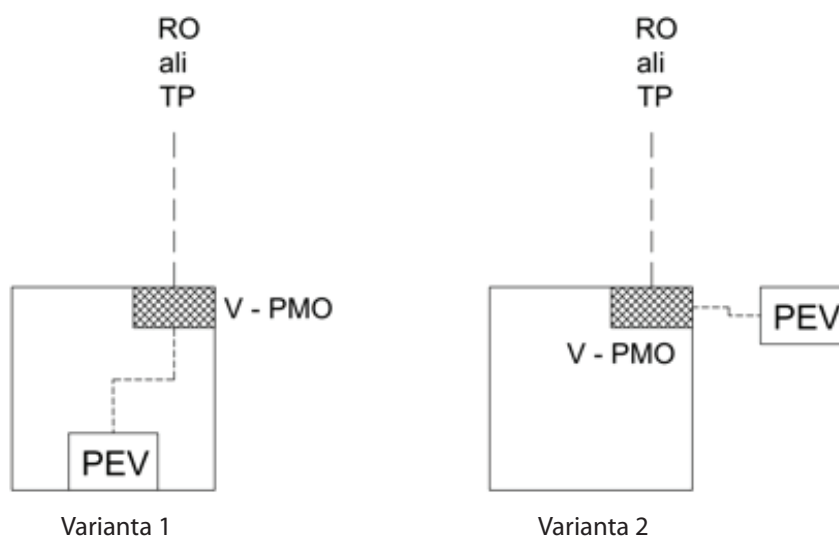 RO
ali
TP
V - PMO
PEV
Varianta 1
RO
ali
TP
V - PMO
PEV
Varianta 2